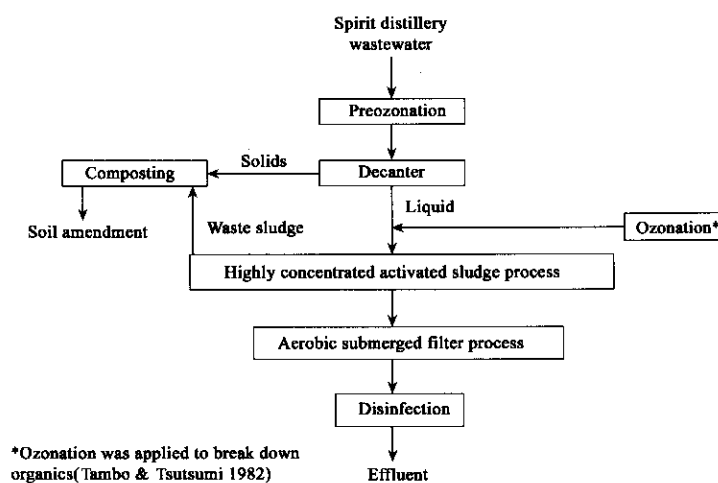 Spirit distillery
wastewater
Preozonation
Solids
Composting
Decanter
Liquid
Soil amendment
Waste sludge
Ozonation*
Highly concentrated activated sludge process
Aerobic submerged filter process
Disinfection
*Ozonation was applied to break down
organics(Tambo & Tsutsumi 1982)
Effluent